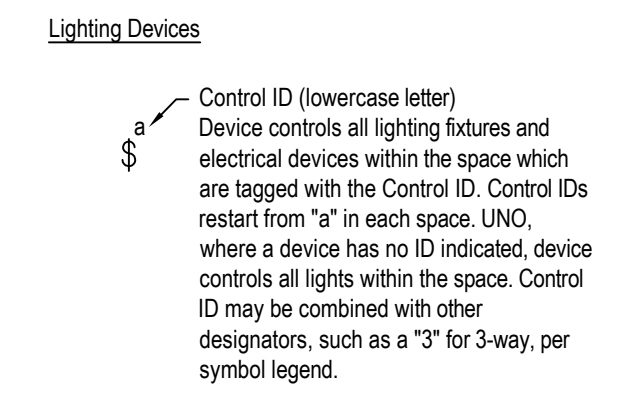 Lighting Devices
Control ID (lowercase letter)
a
$
Device controls all lighting fixtures and
electrical devices within the space which
are tagged with the Control ID. Control IDs
restart from "a" in each space. UNO,
where a device has no ID indicated, device
controls all lights within the space. Control
ID may be combined with other
designators, such as a "3" for 3-way, per
symbol legend.